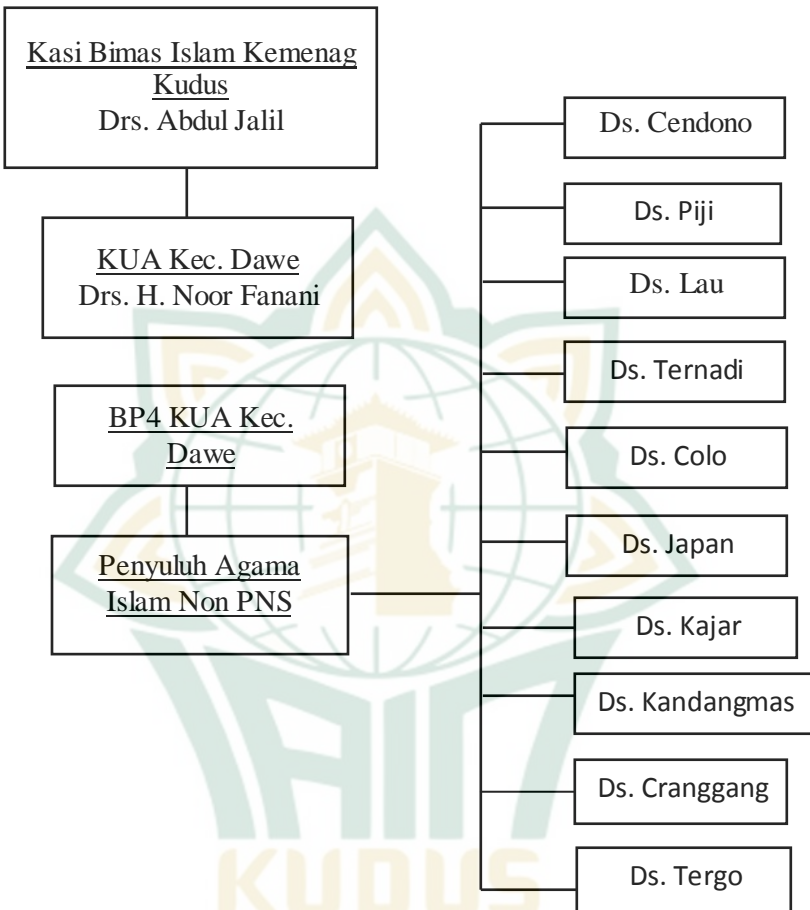 Kasi Bimas Islam Kemenag
Kudus
Drs. Abdul Jalil
KUA Kec. Dawe
Drs. H. Noor Fanani
BP4 KUA Kec.
Dawe
Penyuluh Agama
Islam Non PNS
Ds. Cendono
Ds. Piji
Ds. Lau
Ds. Ternadi
Ds. Colo
Ds. Japan
Ds. Kajar
Ds. Kandangmas
Ds. Cranggang
Ds. Tergo
IAIN
KUDUS